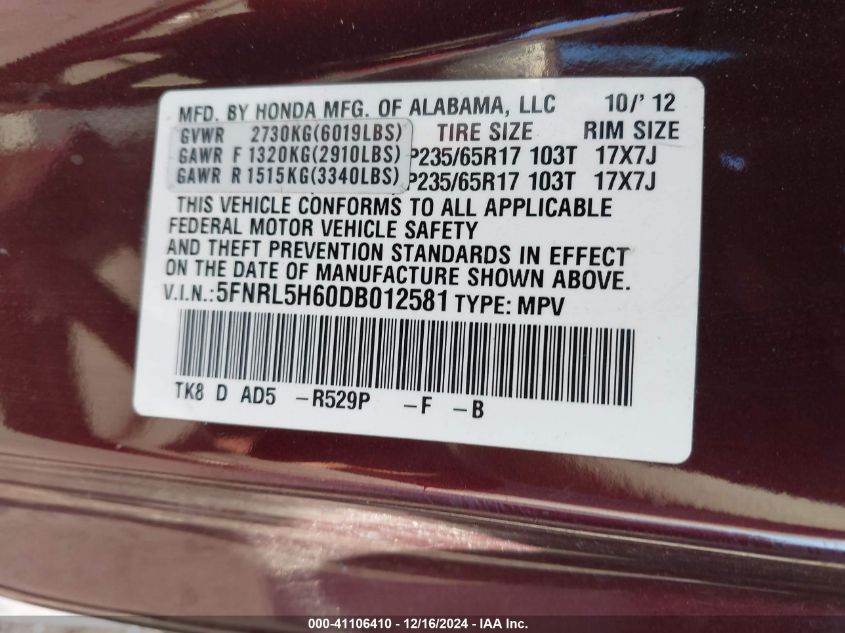 MFD. BY HONDA MFG. OF ALABAMA, LLC 10/'12
GVWR 2730KG(6019LBS) TIRE SIZE RIM SIZE
GAWR F 1320KG(2910LBS) P235/65R17 103T 17X7J
GAWR R 1515KG(3340LBS) P235/65R17 103T 17X7J
THIS VEHICLE CONFORMS TO ALL APPLICABLE
FEDERAL MOTOR VEHICLE SAFETY
AND THEFT PREVENTION STANDARDS IN EFFECT
ON THE DATE OF MANUFACTURE SHOWN ABOVE.
V.I.N.:5FNRL5H60DB012581 TYPE: MPV
TK8 D AD5 -R529P -F -B
000-41106410 - 12/16/2024 - IAA Inc.